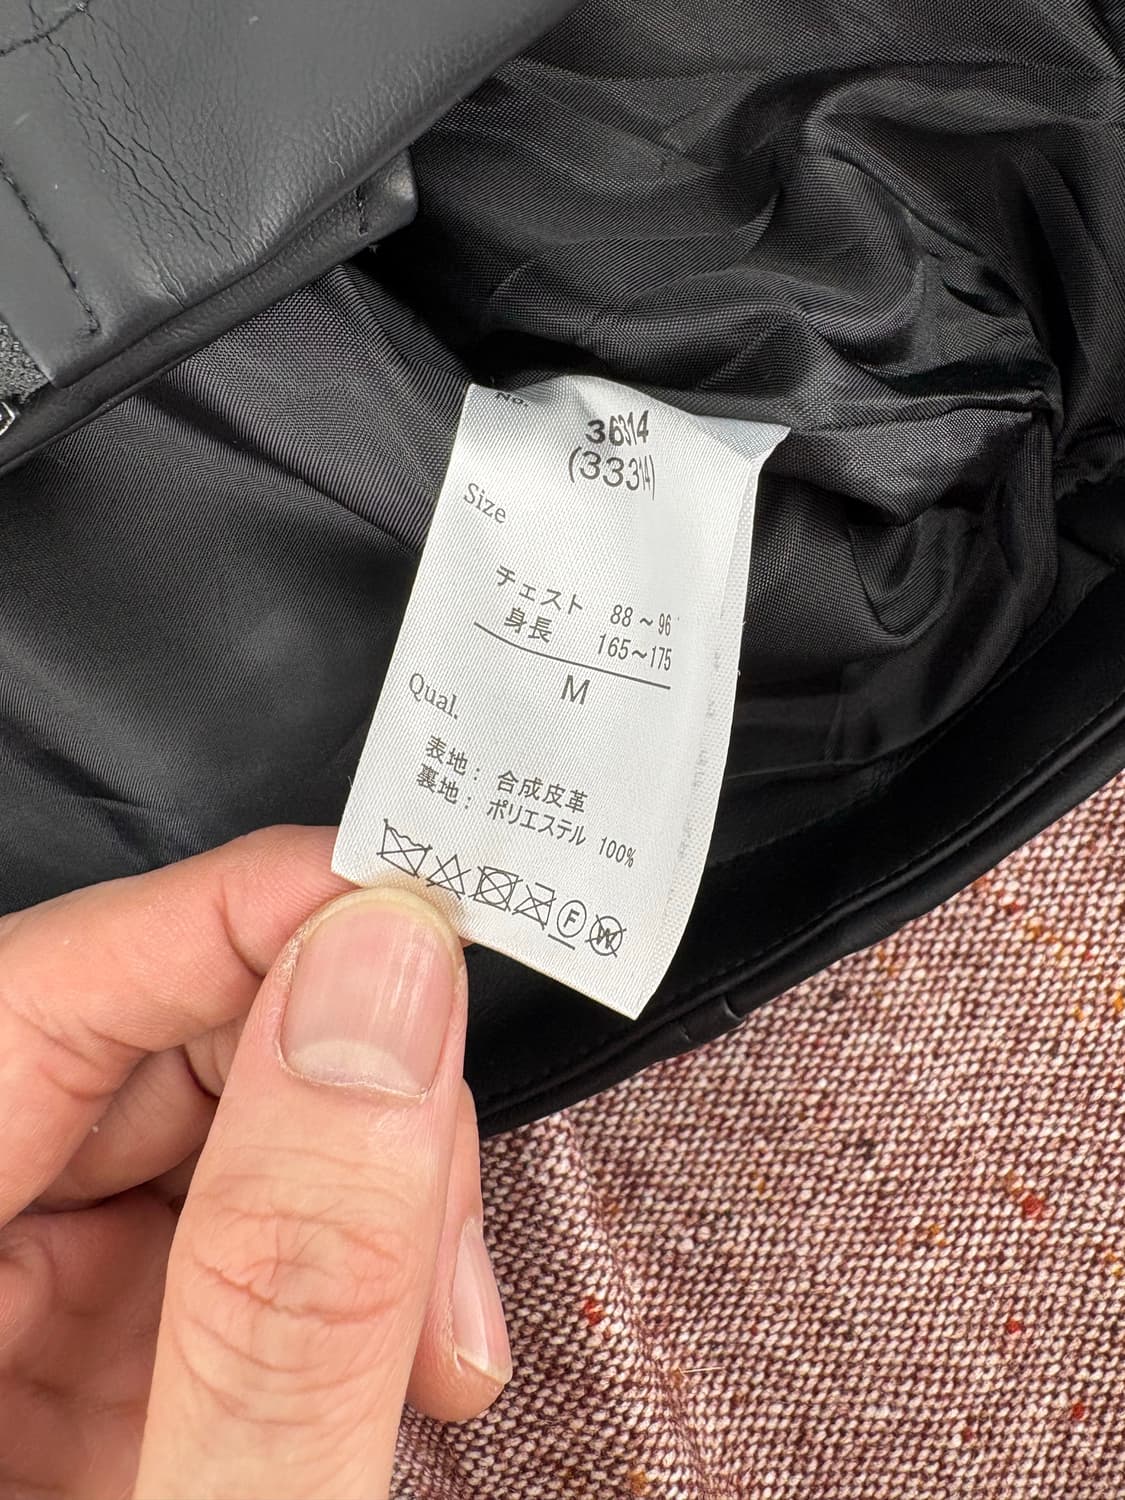 No.
36314
(33314)
Size
チェスト 88～96
身長 165～175
M
Qual.
表地: 合成皮革
裏地: ポリエステル 100%
F
W